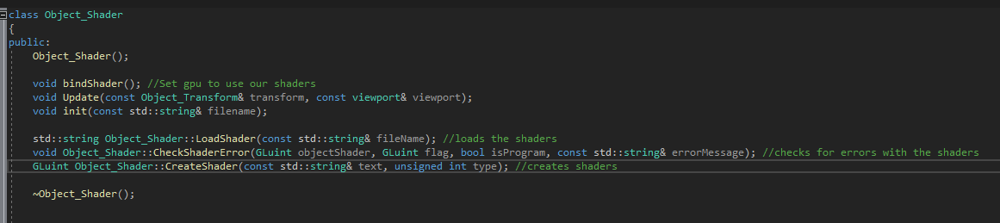 class Object_Shader
{
public:
Object_Shader();
void bindShader(); //Set gpu to use our shaders
void Update(const Object_Transform& transform, const viewport& viewport);
void init(const std::string& filename);
std::string Object_Shader::LoadShader(const std::string& fileName); //loads the shaders
void Object_Shader::CheckShaderError(GLuint objectShader, GLuint flag, bool isProgram, const std::string& errorMessage); //checks for errors with the shaders
GLuint Object_Shader::CreateShader(const std::string& text, unsigned int type); //creates shaders
~Object_Shader();